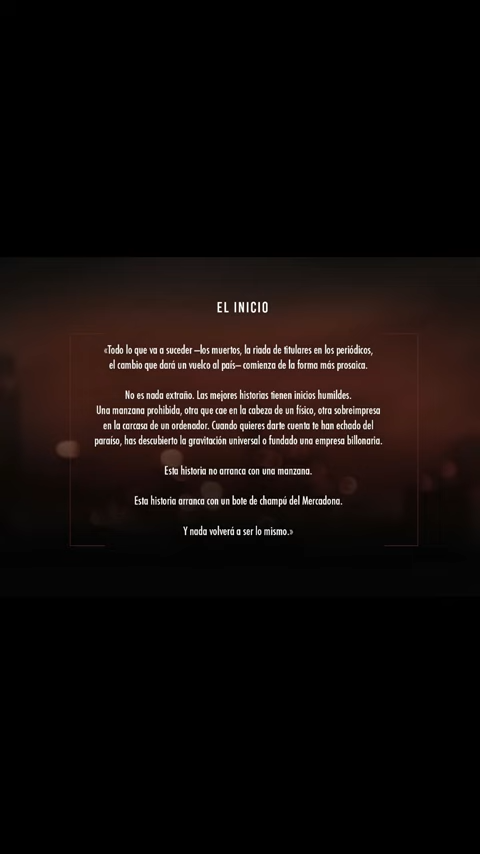 EL INICIO
«Todo lo que va a suceder –los muertos, la riada de titulares en los periódicos,
el cambio que dará un vuelco al país– comienza de la forma más prosaica.
No es nada extraño. Las mejores historias tienen inicios humildes.
Una manzana prohibida, otra que cae en la cabeza de un físico, otra sobreimpresa
en la carcasa de un ordenador. Cuando quieres darte cuenta te han echado del
paraíso, has descubierto la gravitación universal o fundado una empresa billonaria.
Esta historia no arranca con una manzana.
Esta historia arranca con un bote de champú del Mercadona.
Y nada volverá a ser lo mismo.»